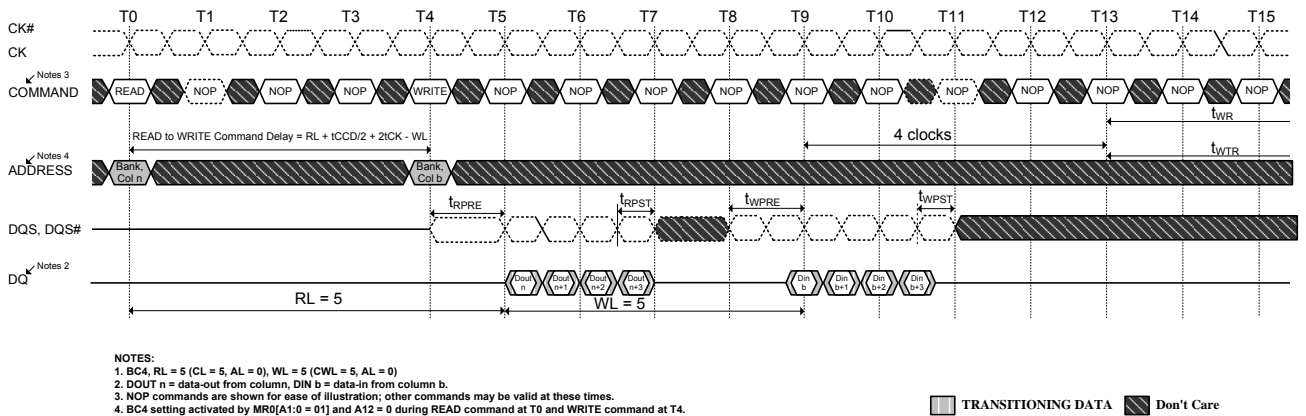 T0 T1 T2 T3 T4 T5 T6 T7 T8 T9 T10 T11 T12 T13 T14 T15
CK#
CK
Notes 3
COMMAND READ NOP NOP NOP WRITE NOP NOP NOP NOP NOP NOP NOP NOP NOP NOP NOP
tWR
READ to WRITE Command Delay = RL + tCCD/2 + 2tCK - WL
4 clocks
tWTR
Notes 4
ADDRESS
Bank, Col n
Bank, Col b
tRPRE tRPST tWPRE tWPST
DQS, DQS#
Notes 2
DQ
Dout n Dout n+1 Dout n+2 Dout n+3
Din b Din b+1 Din b+2 Din b+3
RL = 5
WL = 5
NOTES:
1. BC4, RL = 5 (CL = 5, AL = 0), WL = 5 (CWL = 5, AL = 0)
2. DOUT n = data-out from column, DIN b = data-in from column b.
3. NOP commands are shown for ease of illustration; other commands may be valid at these times.
4. BC4 setting activated by MR0[A1:0 = 01] and A12 = 0 during READ command at T0 and WRITE command at T4.
TRANSITIONING DATA
Don't Care